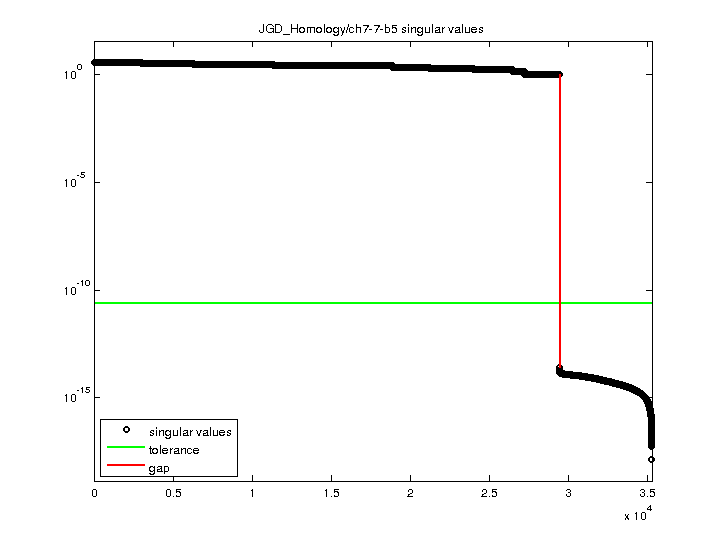 JGD_Homology/ch7-7-b5 singular values
10^0
10^-5
10^-10
10^-15
singular values
tolerance
gap
0 0.5 1 1.5 2 2.5 3 3.5
x 10^4